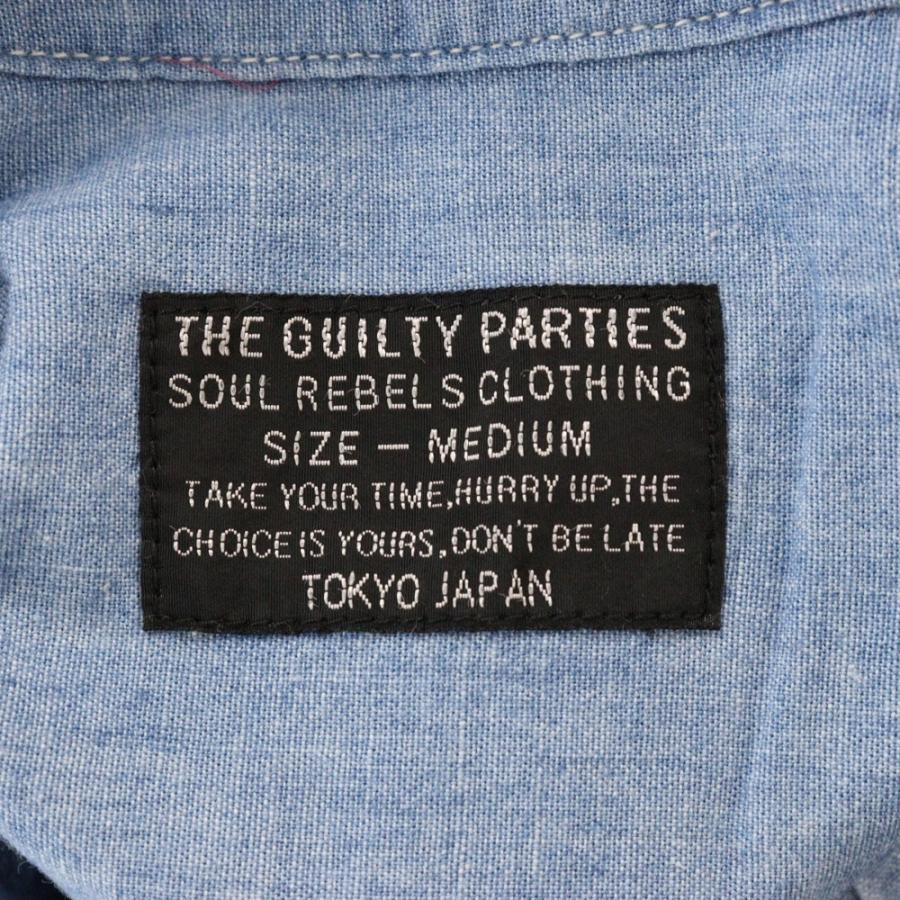 THE GUILTY PARTIES
SOUL REBELS CLOTHING
SIZE – MEDIUM
TAKE YOUR TIME,HURRY UP,THE
CHOICE IS YOURS,DON'T BE LATE
TOKYO JAPAN